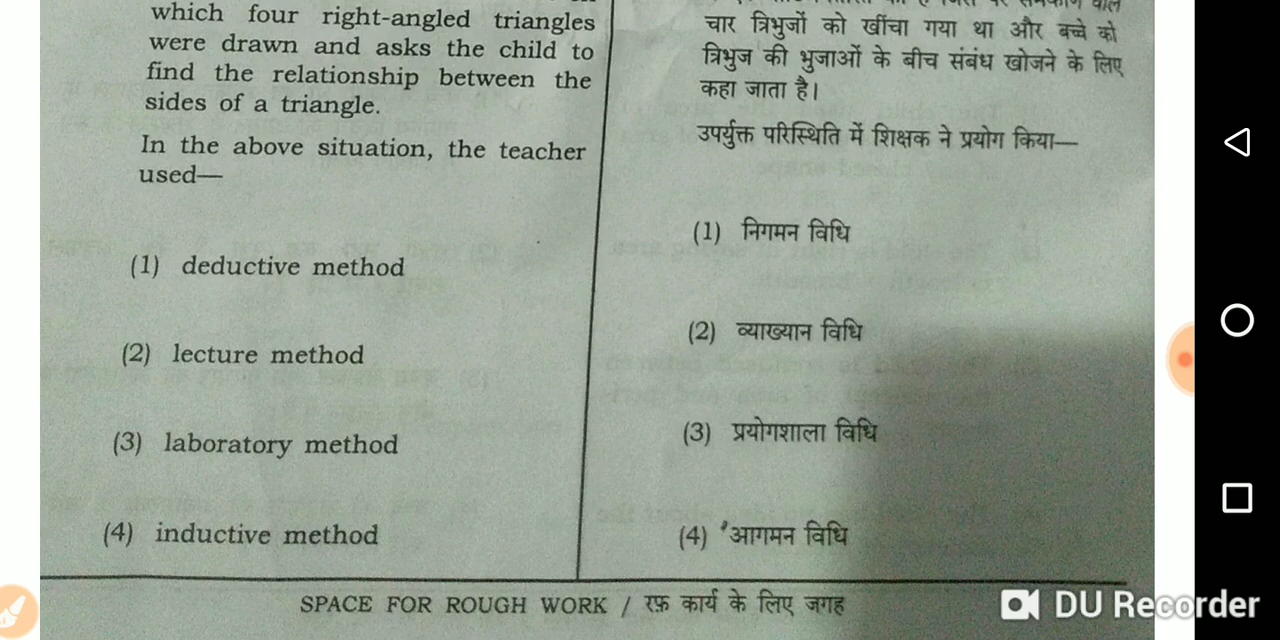 which four right-angled triangles
were drawn and asks the child to
find the relationship between the
sides of a triangle.
In the above situation, the teacher
used—
(1) deductive method
(2) lecture method
(3) laboratory method
(4) inductive method
चार त्रिभुजों को खींचा गया था और बच्चे को
त्रिभुज की भुजाओं के बीच संबंध खोजने के लिए
कहा जाता है।
उपर्युक्त परिस्थिति में शिक्षक ने प्रयोग किया—
(1) निगमन विधि
(2) व्याख्यान विधि
(3) प्रयोगशाला विधि
(4) आगमन विधि
SPACE FOR ROUGH WORK / रफ़ कार्य के लिए जगह
DU Recorder